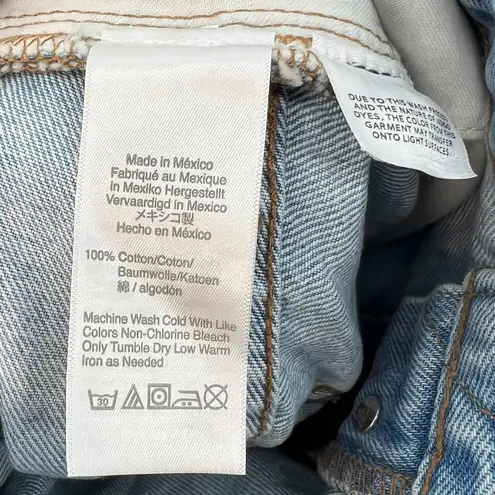 Made in México
Fabriqué au Mexique
in Mexiko Hergestellt
Vervaardigd in Mexico
メキシコ製
Hecho en México
100% Cotton/Coton/
Baumwolle/Katoen
綿 / algodón
Machine Wash Cold With Like
Colors Non-Chlorine Bleach
Only Tumble Dry Low Warm
Iron as Needed
30
DUE TO THIS WASH PROCESS
AND THE NATURE OF
DYES, THE COLOR FROM THIS
GARMENT MAY TRANSFER
ONTO LIGHT SURFACES.